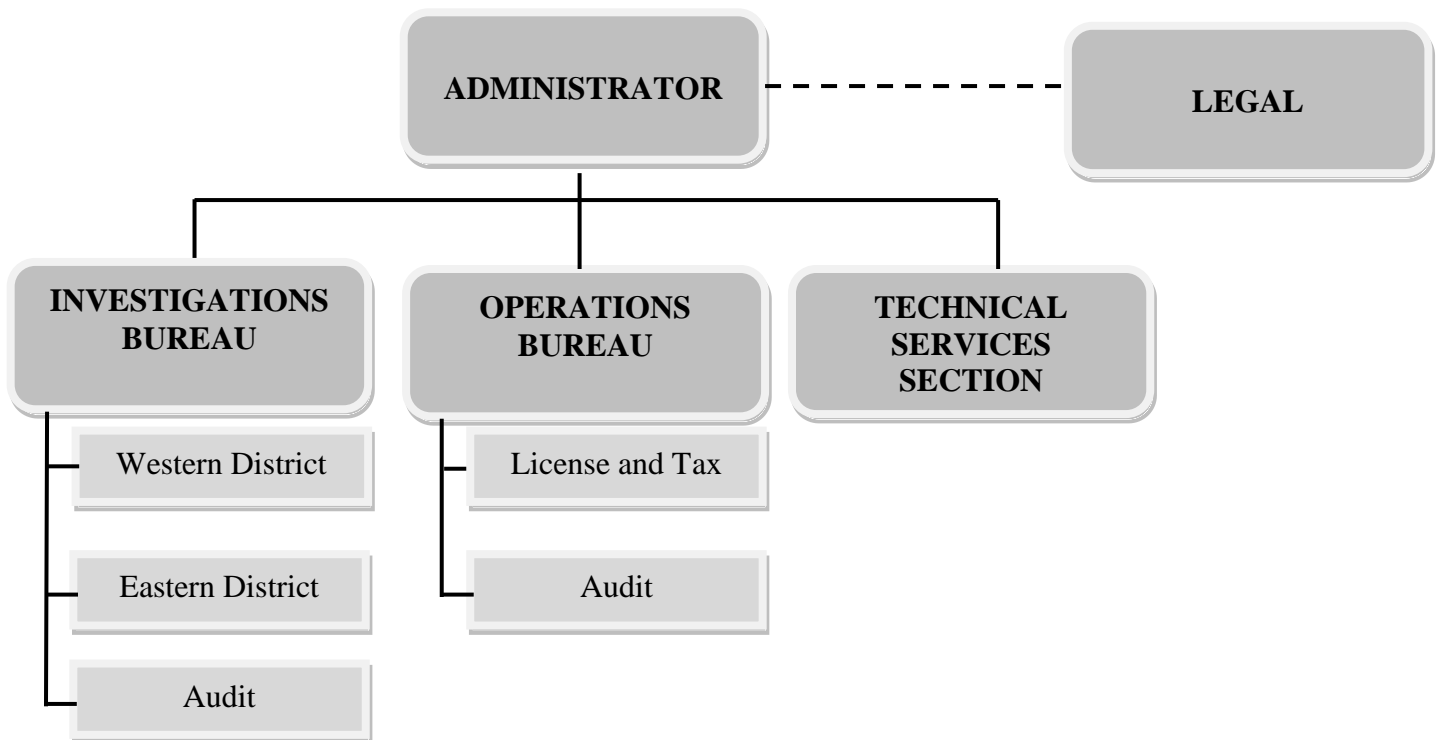 ADMINISTRATOR
LEGAL
INVESTIGATIONS
BUREAU
OPERATIONS
BUREAU
TECHNICAL
SERVICES
SECTION
Western District
Eastern District
Audit
License and Tax
Audit